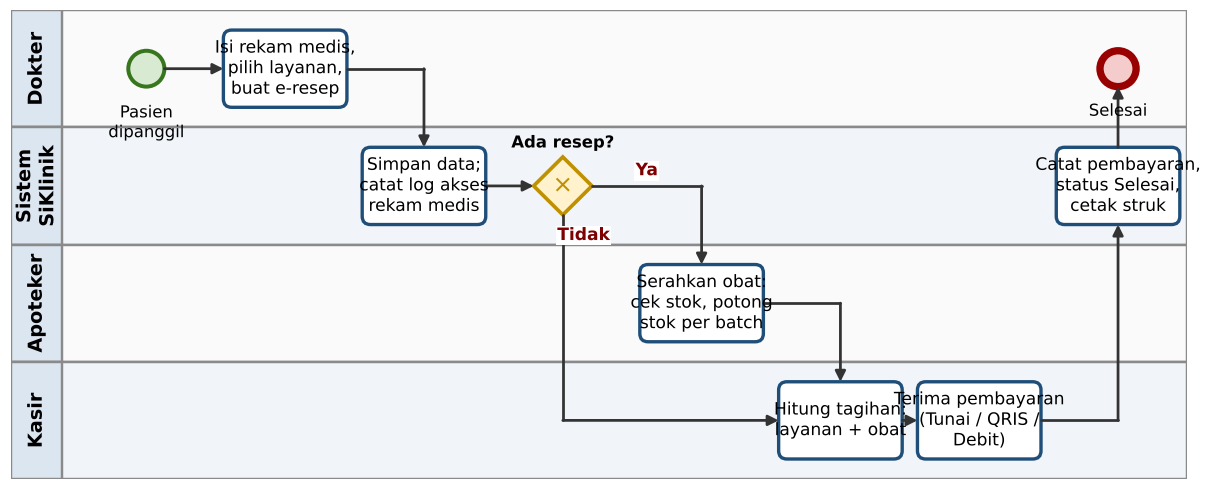 Dokter
Pasien
dipanggil
Isi rekam medis,
pilih layanan,
buat e-resep
Selesai
Sistem
SiKlinik
Simpan data;
catat log akses
rekam medis
Ada resep?
Ya
Tidak
Catat pembayaran,
status Selesai,
cetak struk
Apoteker
Serahkan obat:
cek stok, potong
stok per batch
Kasir
Hitung tagihan:
layanan + obat
Terima pembayaran
(Tunai / QRIS /
Debit)